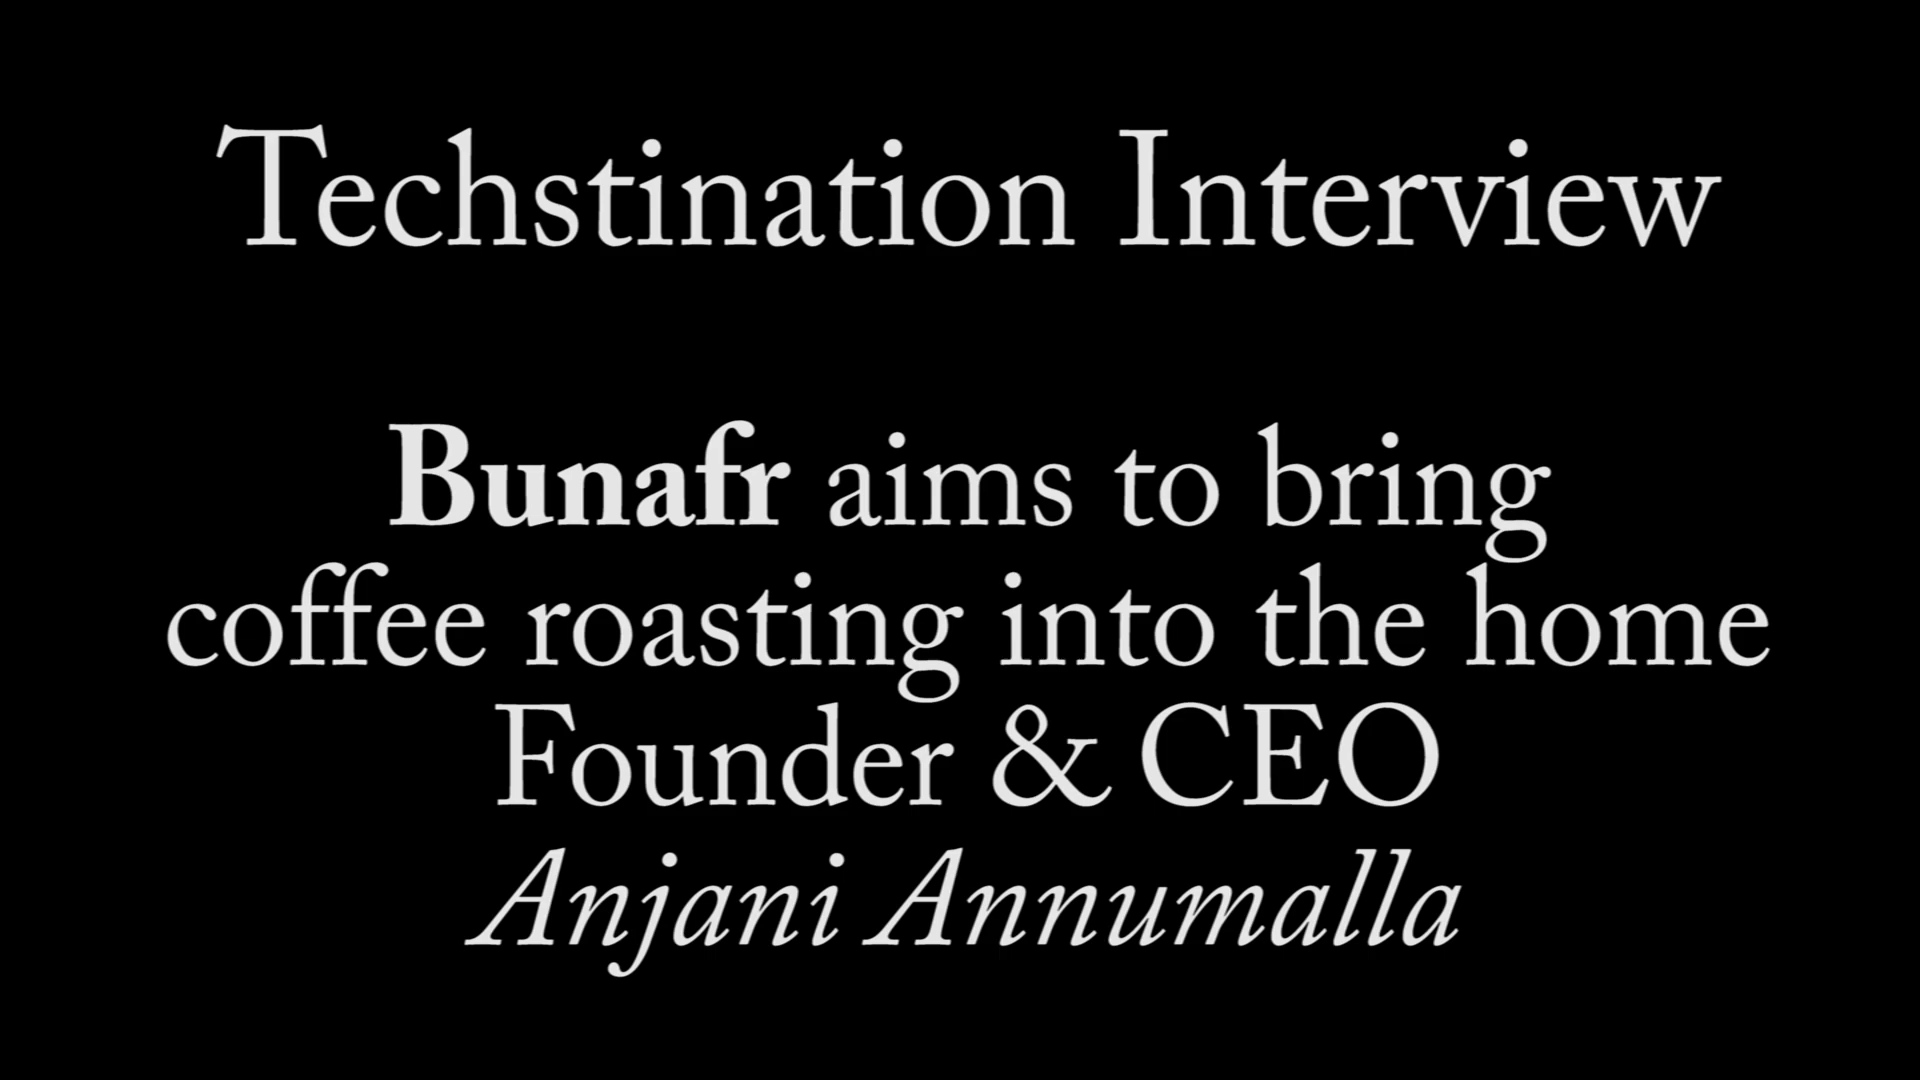 Techstination Interview
Bunafr aims to bring
coffee roasting into the home
Founder & CEO
Anjani Annumalla